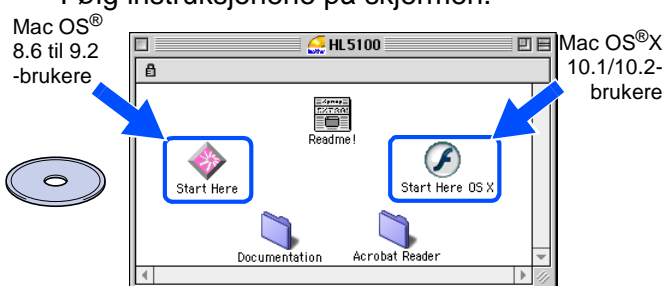 Følg instruksjonene på skjermen.
Mac OS®
8.6 til 9.2
-brukere
HL5100
Mac OS®X
10.1/10.2-
brukere
Readme!
Start Here
Start Here OS X
Documentation
Acrobat Reader